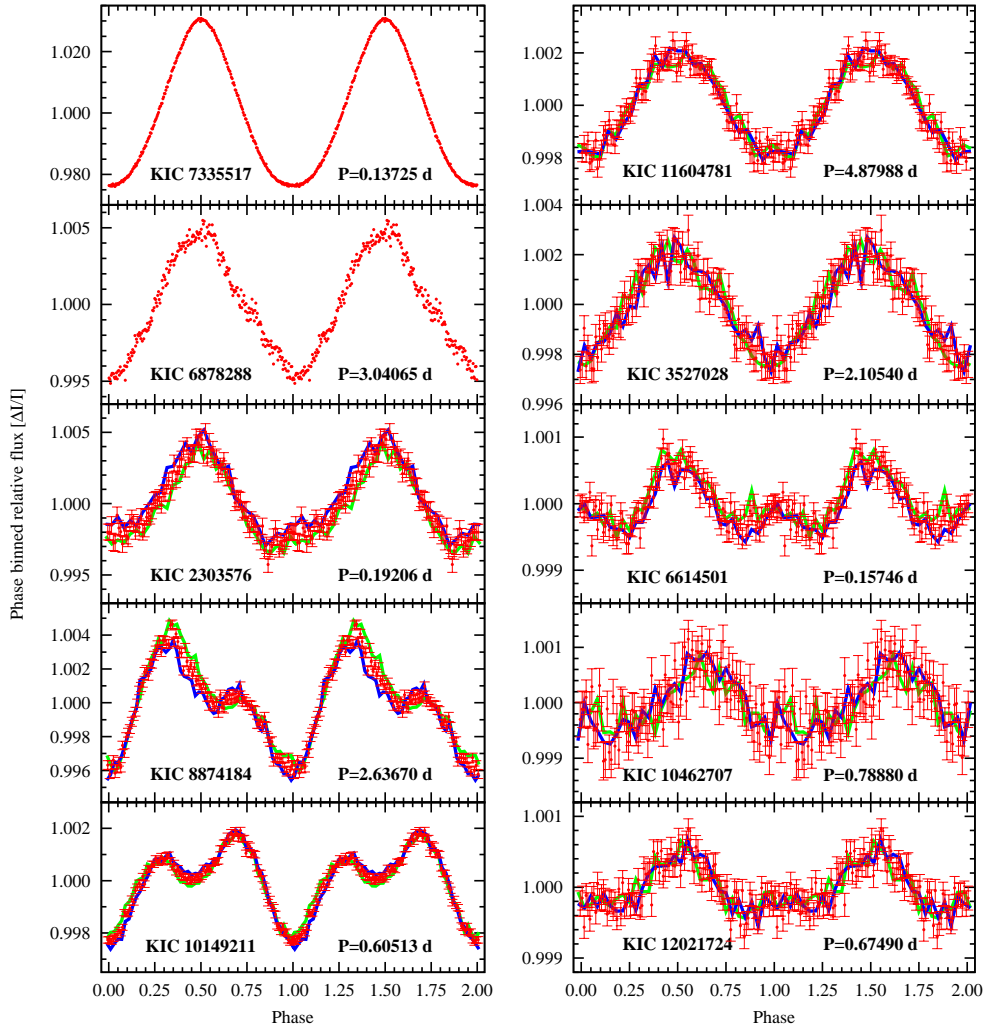 Phase binned relative flux [ΔI/I]
1.020
1.000
0.980
KIC 7335517 P=0.13725 d
1.005
1.000
0.995
KIC 6878288 P=3.04065 d
1.005
1.000
0.995
KIC 2303576 P=0.19206 d
1.004
1.002
1.000
0.998
0.996
KIC 8874184 P=2.63670 d
1.002
1.000
0.998
KIC 10149211 P=0.60513 d
0.00 0.25 0.50 0.75 1.00 1.25 1.50 1.75 2.00
Phase
1.002
1.000
0.998
KIC 11604781 P=4.87988 d
1.004
1.002
1.000
0.998
0.996
KIC 3527028 P=2.10540 d
1.001
1.000
0.999
KIC 6614501 P=0.15746 d
1.001
1.000
0.999
KIC 10462707 P=0.78880 d
1.001
1.000
0.999
KIC 12021724 P=0.67490 d
0.00 0.25 0.50 0.75 1.00 1.25 1.50 1.75 2.00
Phase